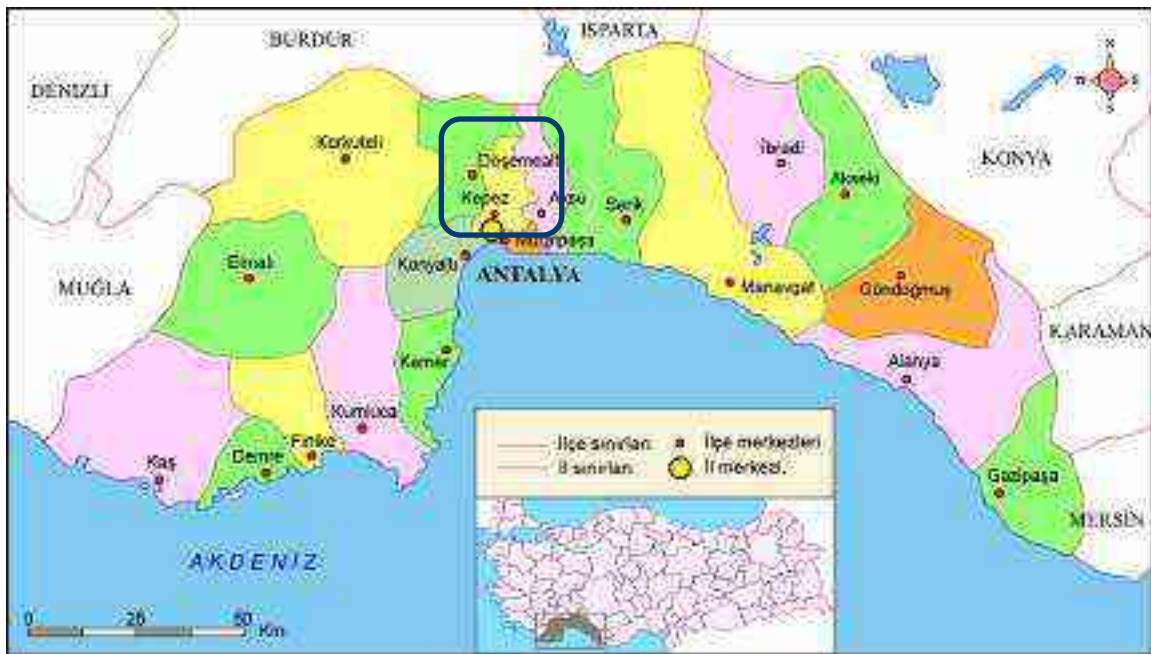 BURDUR
ISPARTA
DENİZLİ
N
W
S
S
Korkuteli
Döşemealtı
İbradı
KONYA
Akseki
Kepez
Aksu
Serik
Muratpaşa
Konyaltı
ANTALYA
Elmalı
MUĞLA
Manavgat
Gündoğmuş
KARAMAN
Kemer
Alanya
Kumluca
Finike
Demre
Kaş
İlçe sınırları
İlçe merkezleri
İl sınırları
İl merkezi
Gazipaşa
MERSİN
AKDENİZ
0 25 50
Km